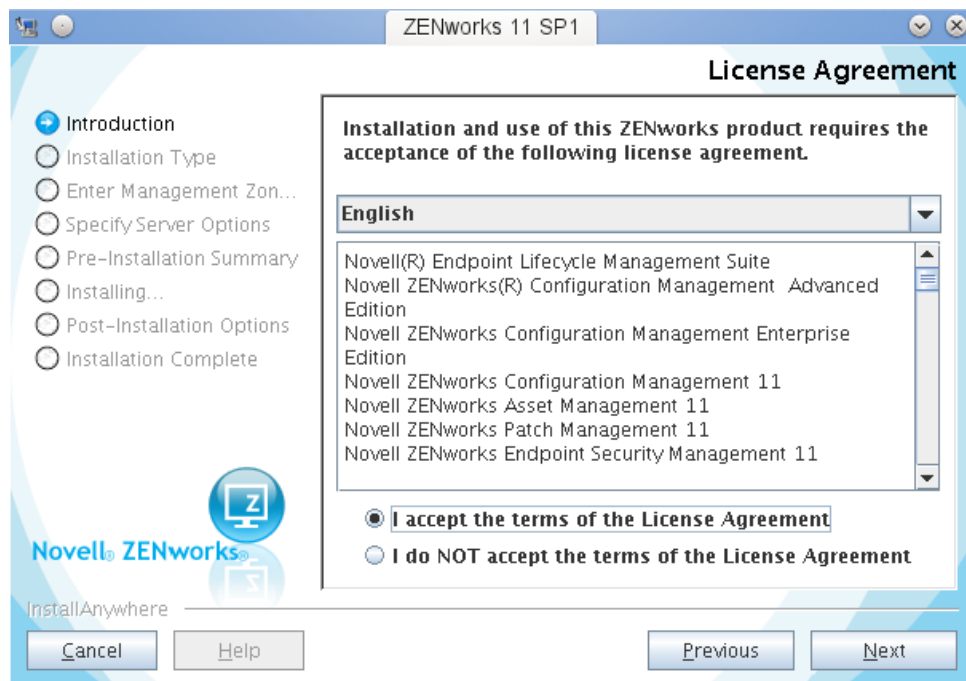 ZENworks 11 SP1
License Agreement
Introduction
Installation Type
Enter Management Zon...
Specify Server Options
Pre-Installation Summary
Installing...
Post-Installation Options
Installation Complete
Installation and use of this ZENworks product requires the
acceptance of the following license agreement.
English
Novell(R) Endpoint Lifecycle Management Suite
Novell ZENworks(R) Configuration Management  Advanced
Edition
Novell ZENworks Configuration Management Enterprise
Edition
Novell ZENworks Configuration Management 11
Novell ZENworks Asset Management 11
Novell ZENworks Patch Management 11
Novell ZENworks Endpoint Security Management 11
I accept the terms of the License Agreement
I do NOT accept the terms of the License Agreement
Z
Novell® ZENworks®
InstallAnywhere
Cancel
Help
Previous
Next